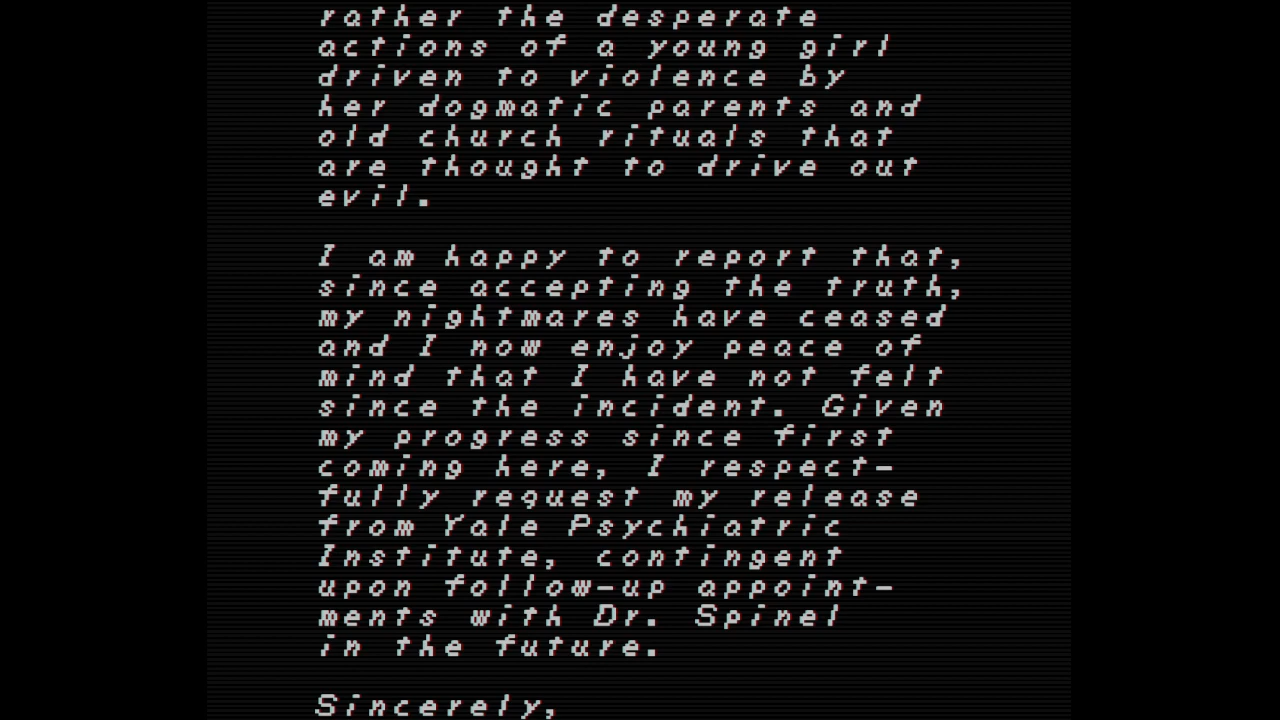 rather the desperate
actions of a young girl
driven to violence by
her dogmatic parents and
old church rituals that
are thought to drive out
evil.
I am happy to report that,
since accepting the truth,
my nightmares have ceased
and I now enjoy peace of
mind that I have not felt
since the incident. Given
my progress since first
coming here, I respect-
fully request my release
from Yale Psychiatric
Institute, contingent
upon follow-up appoint-
ments with Dr. Spinel
in the future.
Sincerely,